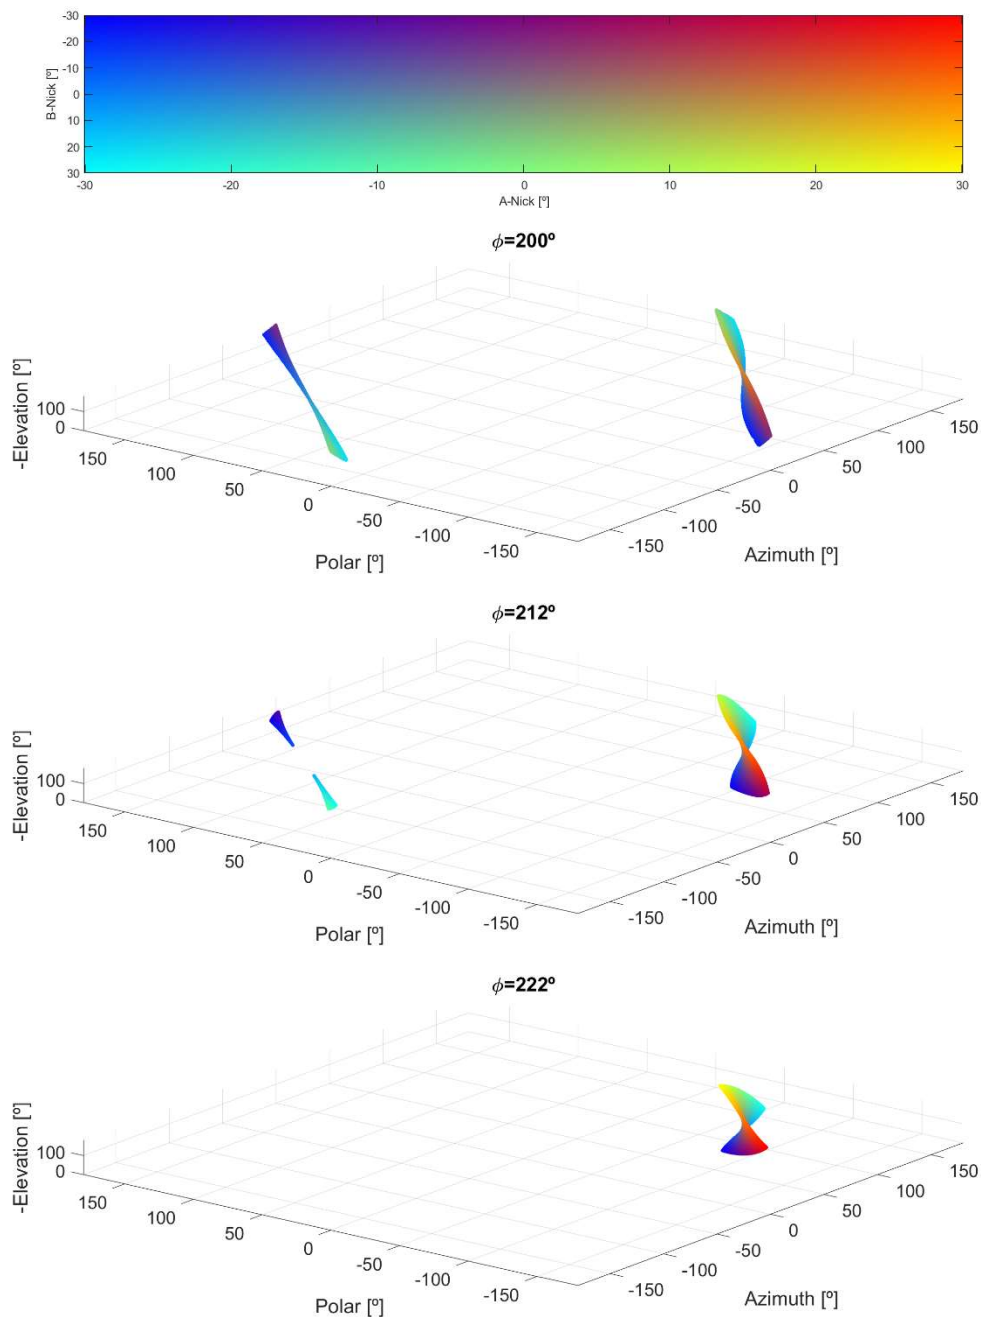 -30
-20
-10
0
10
20
30
B-Nick [º]
-30 -20 -10 0 10 20 30
A-Nick [º]
ϕ=200º
-Elevation [º]
100
0
150 100 50 0 -50 -100 -150
Polar [º]
-150 -100 -50 0 50 100 150
Azimuth [º]
ϕ=212º
-Elevation [º]
100
0
150 100 50 0 -50 -100 -150
Polar [º]
-150 -100 -50 0 50 100 150
Azimuth [º]
ϕ=222º
-Elevation [º]
100
0
150 100 50 0 -50 -100 -150
Polar [º]
-150 -100 -50 0 50 100 150
Azimuth [º]